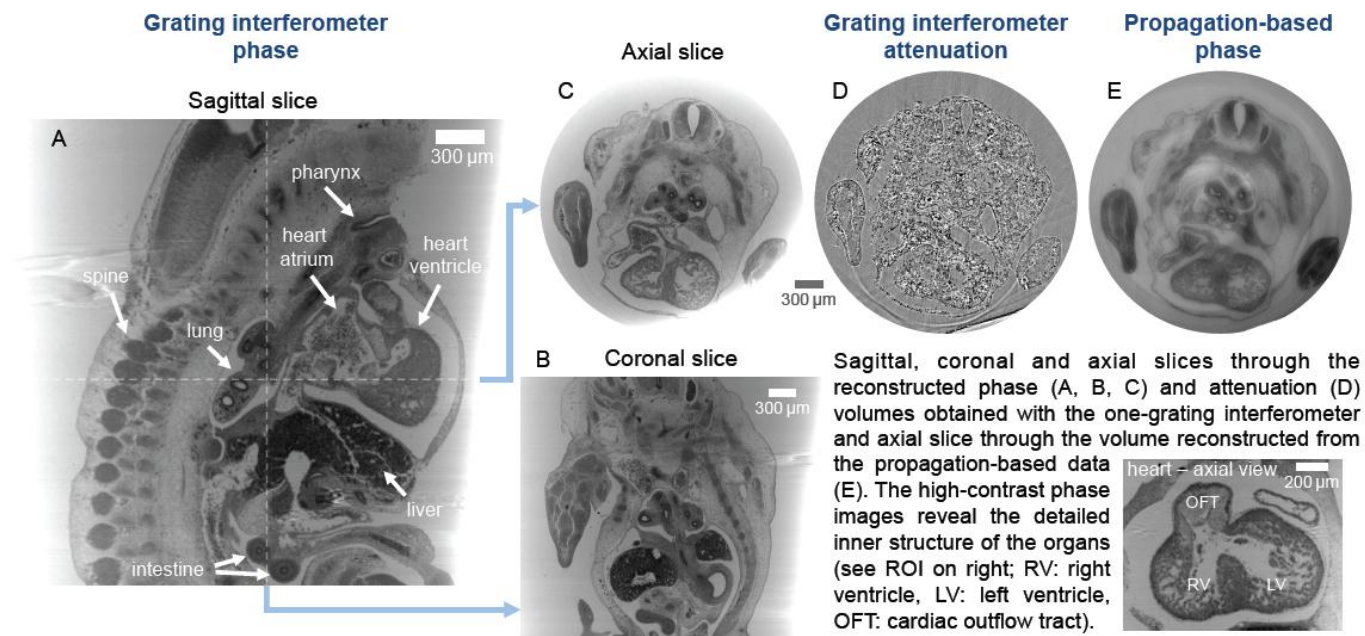 Grating interferometer
phase
Sagittal slice
A
300 µm
pharynx
heart
atrium
heart
ventricle
spine
lung
liver
intestine
Axial slice
C
300 µm
B
Coronal slice
300 µm
Grating interferometer
attenuation
D
Propagation-based
phase
E
Sagittal, coronal and axial slices through the
reconstructed phase (A, B, C) and attenuation (D)
volumes obtained with the one-grating interferometer
and axial slice through the volume reconstructed from
the propagation-based data
(E). The high-contrast phase
images reveal the detailed
inner structure of the organs
(see ROI on right; RV: right
ventricle, LV: left ventricle,
OFT: cardiac outflow tract).
heart – axial view
200 µm
OFT
RV
LV